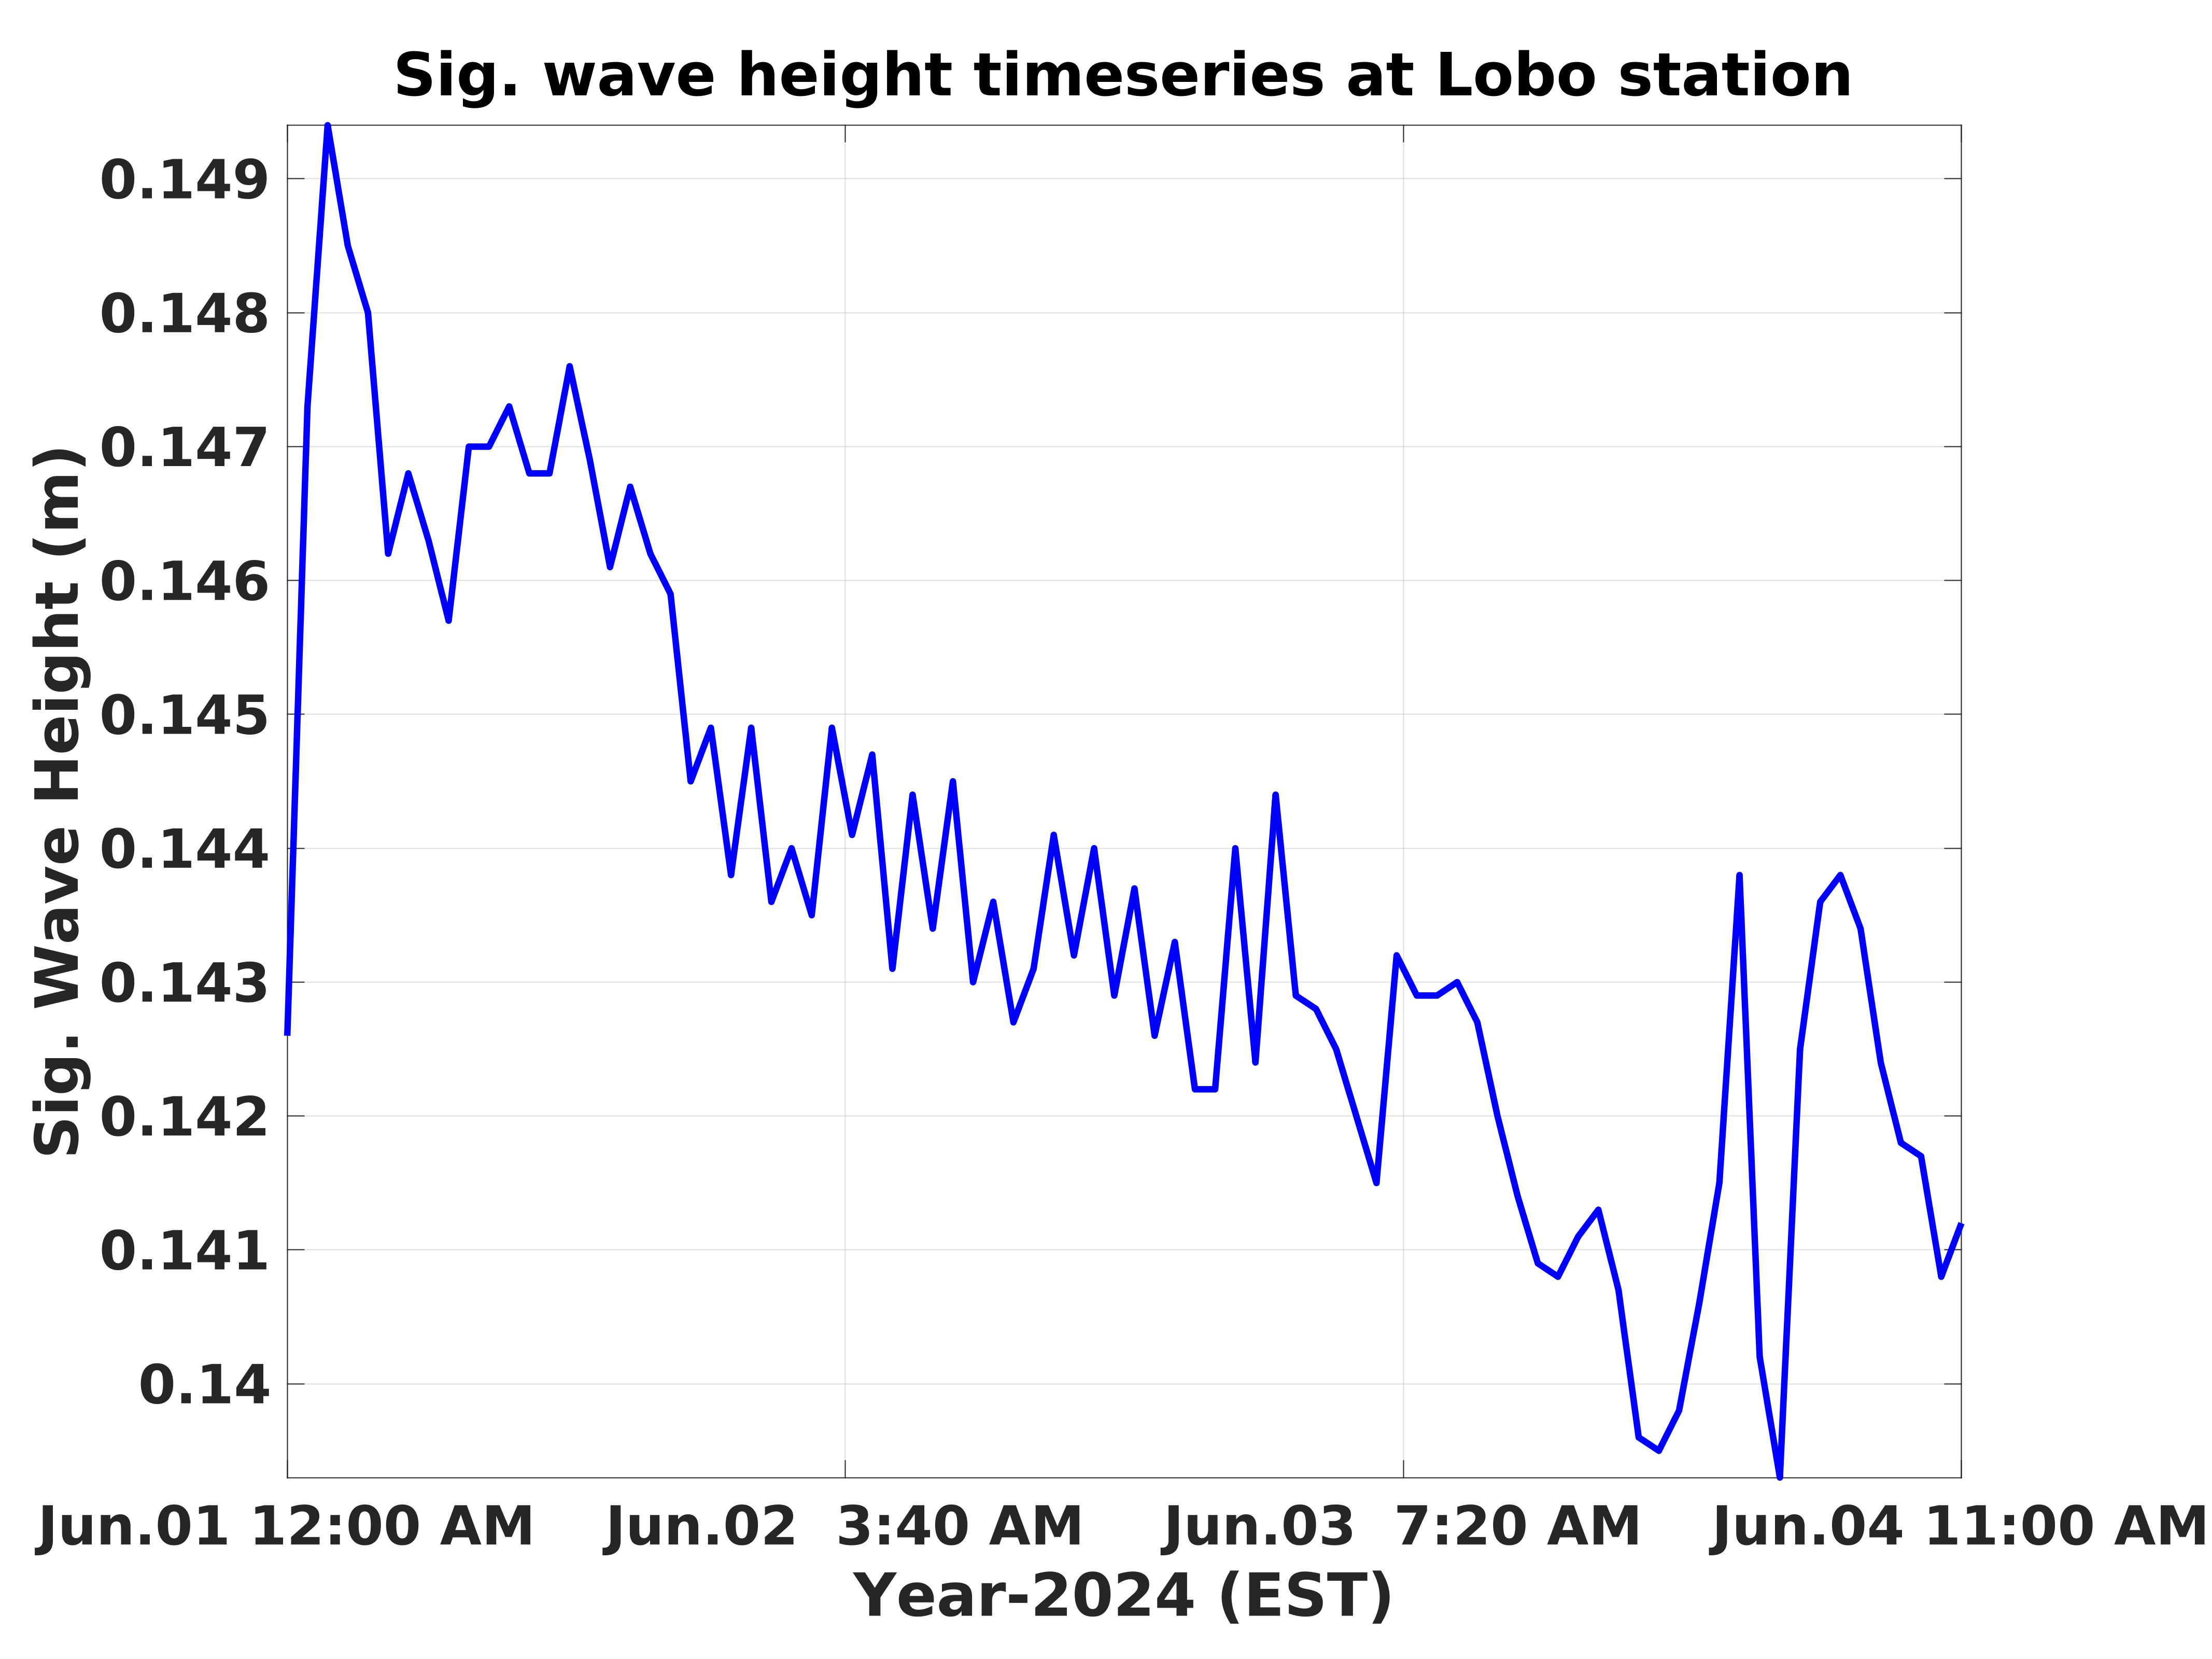 Sig. wave height timeseries at Lobo station
Sig. Wave Height (m)
0.149
0.148
0.147
0.146
0.145
0.144
0.143
0.142
0.141
0.14
Jun.01 12:00 AM Jun.02 3:40 AM Jun.03 7:20 AM Jun.04 11:00 AM
Year-2024 (EST)